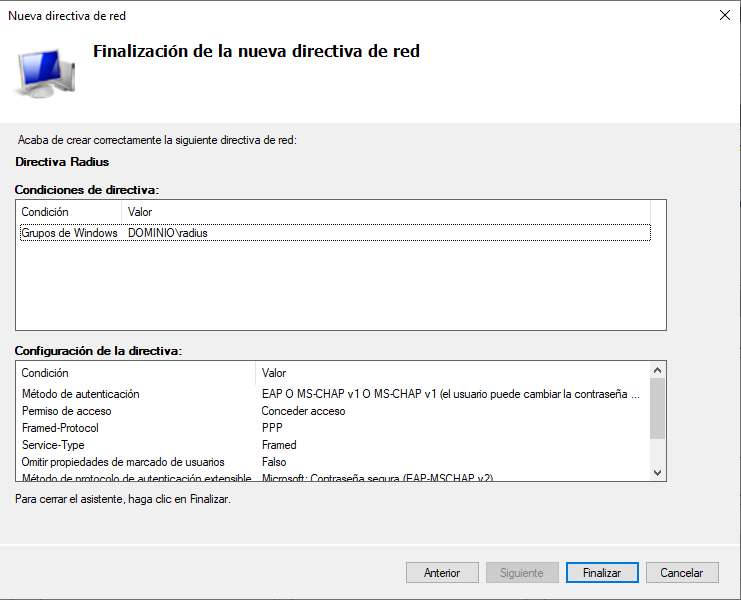 Nueva directiva de red
Finalización de la nueva directiva de red
Acaba de crear correctamente la siguiente directiva de red:
Directiva Radius
Condiciones de directiva:
Condición Valor
Grupos de Windows DOMINIO\radius
Configuración de la directiva:
Condición Valor
Método de autenticación EAP O MS-CHAP v1 O MS-CHAP v1 (el usuario puede cambiar la contraseña ...
Permiso de acceso Conceder acceso
Framed-Protocol PPP
Service-Type Framed
Omitir propiedades de marcado de usuarios Falso
Método de protocolo de autenticación extensible Microsoft: Contraseña segura (EAP-MSCHAP v2)
Para cerrar el asistente, haga clic en Finalizar.
Anterior Siguiente Finalizar Cancelar